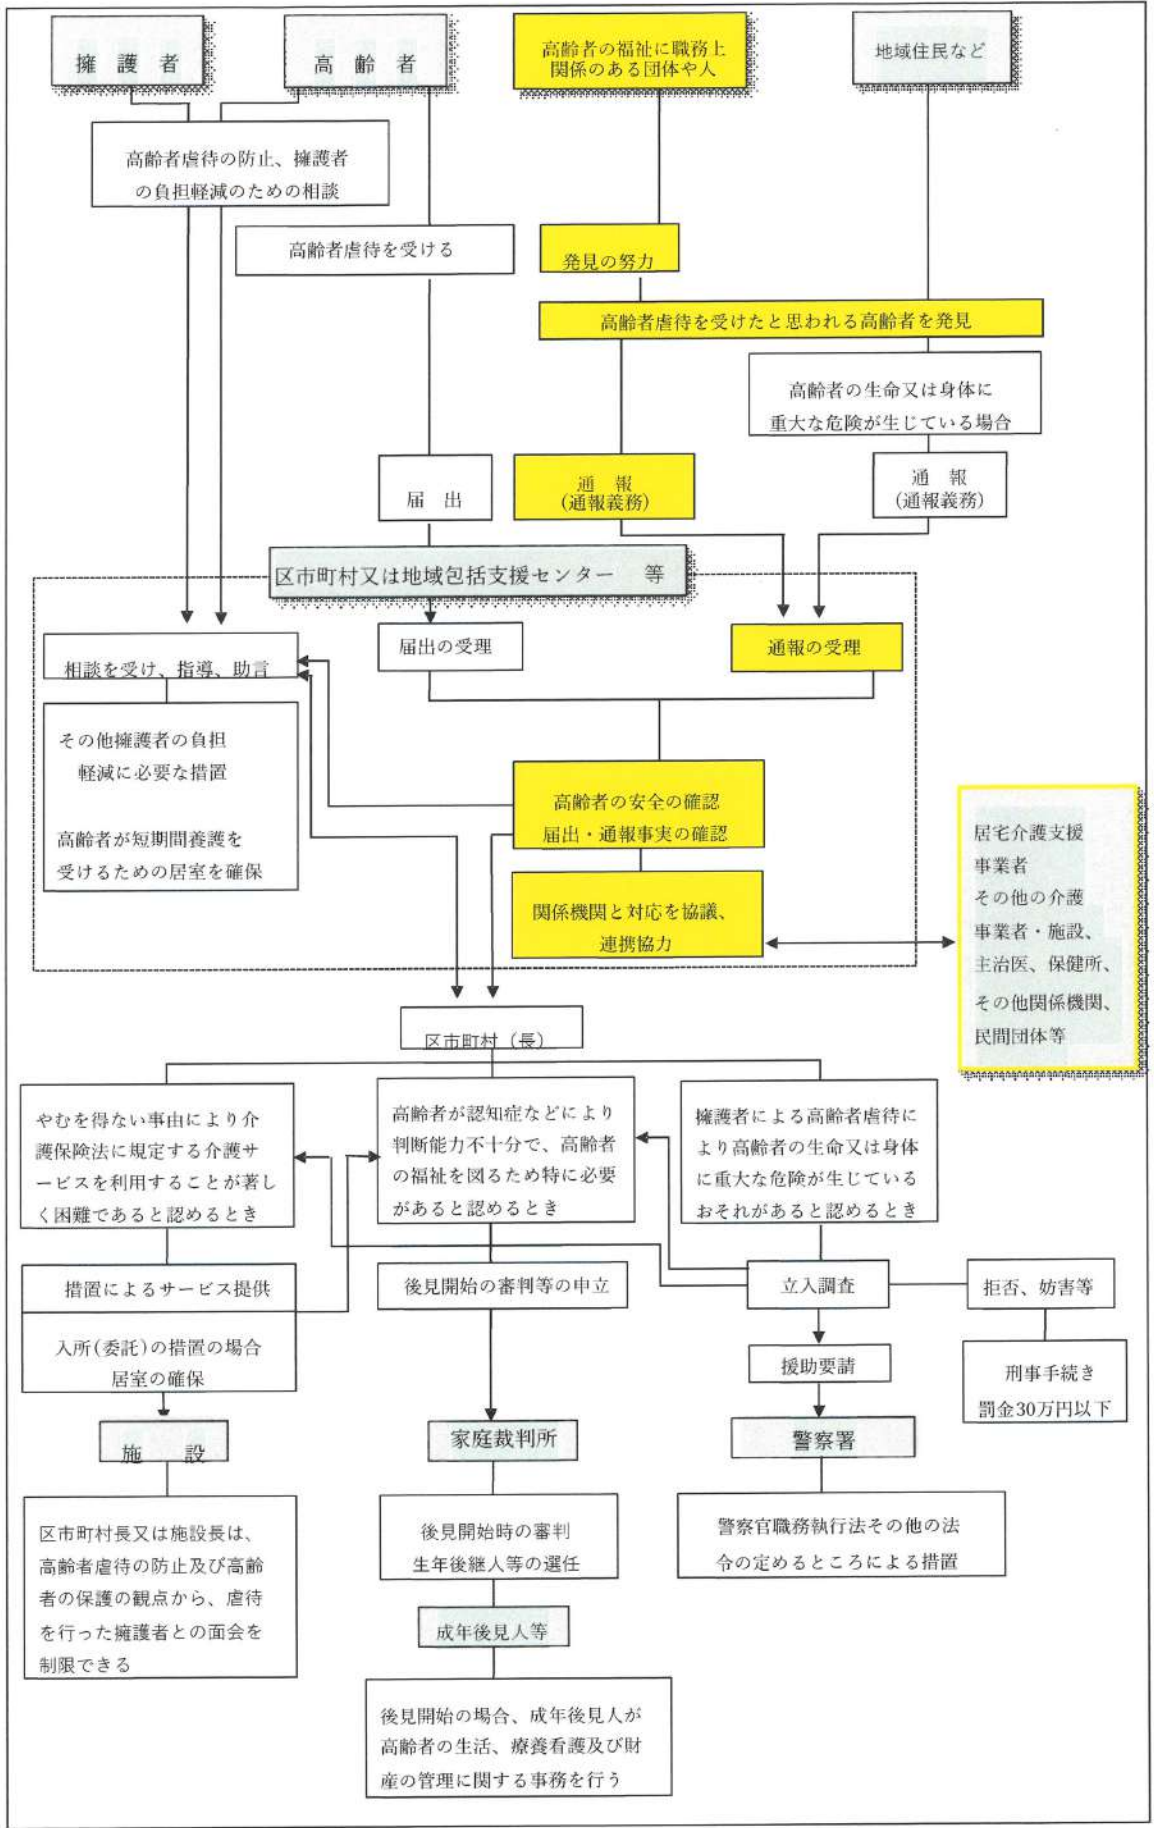 擁 護 者
高 齢 者
高齢者の福祉に職務上
関係のある団体や人
地域住民など
高齢者虐待の防止、擁護者
の負担軽減のための相談
高齢者虐待を受ける
発見の努力
高齢者虐待を受けたと思われる高齢者を発見
高齢者の生命又は身体に
重大な危険が生じている場合
届 出
通 報
(通報義務)
通 報
(通報義務)
区市町村又は地域包括支援センター 等
相談を受け、指導、助言
届出の受理
通報の受理
その他擁護者の負担
軽減に必要な措置
高齢者が短期間養護を
受けるための居室を確保
高齢者の安全の確認
届出・通報事実の確認
関係機関と対応を協議、
連携協力
居宅介護支援
事業者
その他の介護
事業者・施設、
主治医、保健所、
その他関係機関、
民間団体等
区市町村（長）
やむを得ない事由により介
護保険法に規定する介護サ
ービスを利用することが著し
く困難であると認めるとき
高齢者が認知症などにより
判断能力不十分で、高齢者
の福祉を図るため特に必要
があると認めるとき
擁護者による高齢者虐待に
より高齢者の生命又は身体
に重大な危険が生じている
おそれがあると認めるとき
措置によるサービス提供
入所(委託)の措置の場合
居室の確保
後見開始の審判等の申立
立入調査
拒否、妨害等
援助要請
刑事手続き
罰金30万円以下
施 設
家庭裁判所
警察署
区市町村長又は施設長は、
高齢者虐待の防止及び高齢
者の保護の観点から、虐待
を行った擁護者との面会を
制限できる
後見開始時の審判
生年後継人等の選任
警察官職務執行法その他の法
令の定めるところによる措置
成年後見人等
後見開始の場合、成年後見人が
高齢者の生活、療養看護及び財
産の管理に関する事務を行う